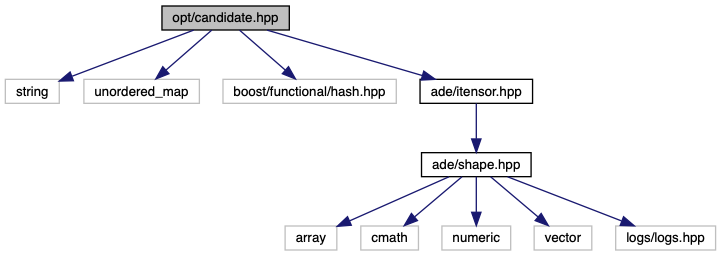 opt/candidate.hpp
string
unordered_map
boost/functional/hash.hpp
ade/itensor.hpp
ade/shape.hpp
array
cmath
numeric
vector
logs/logs.hpp